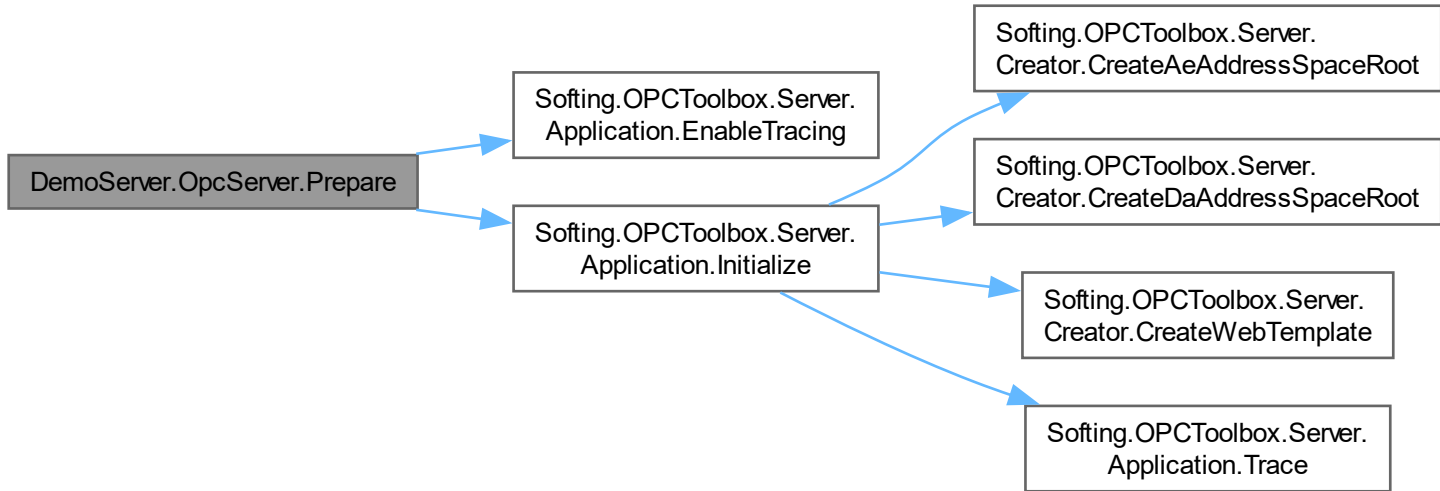 DemoServer.OpcServer.Prepare
Softing.OPCToolbox.Server.
Application.EnableTracing
Softing.OPCToolbox.Server.
Application.Initialize
Softing.OPCToolbox.Server.
Creator.CreateAeAddressSpaceRoot
Softing.OPCToolbox.Server.
Creator.CreateDaAddressSpaceRoot
Softing.OPCToolbox.Server.
Creator.CreateWebTemplate
Softing.OPCToolbox.Server.
Application.Trace